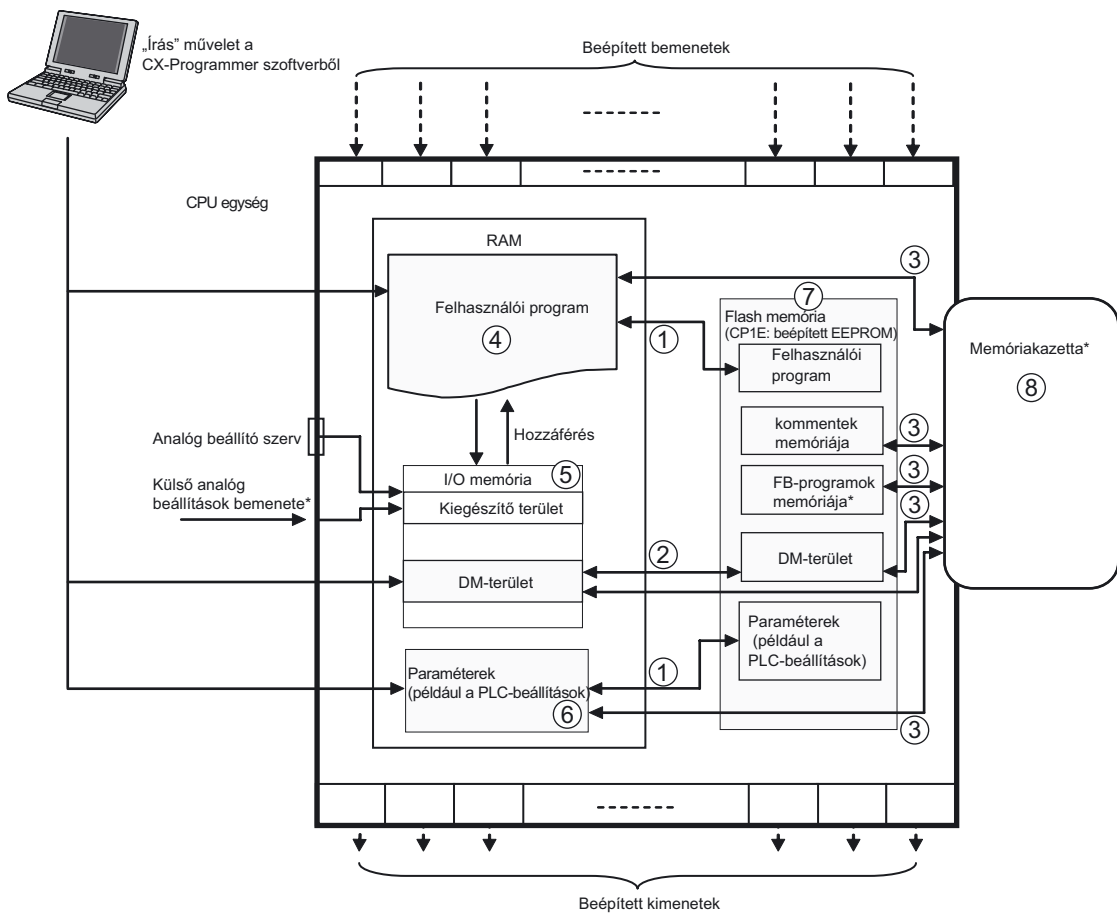 „Írás” művelet a
CX-Programmer szoftverből
Beépített bemenetek
CPU egység
RAM
Felhasználói program
④
①
③
⑦
Flash memória
(CP1E: beépített EEPROM)
Felhasználói
program
Memóriakazetta*
⑧
kommentek
memóriája
③
Hozzáférés
Analóg beállító szerv
I/O memória
⑤
Kiegészítő terület
Külső analóg
beállítások bemenete*
FB-programok
memóriája*
③
③
②
DM-terület
DM-terület
Paraméterek
(például a PLC-beállítások)
①
Paraméterek
(például a PLC-beállítások)
⑥
③
Beépített kimenetek